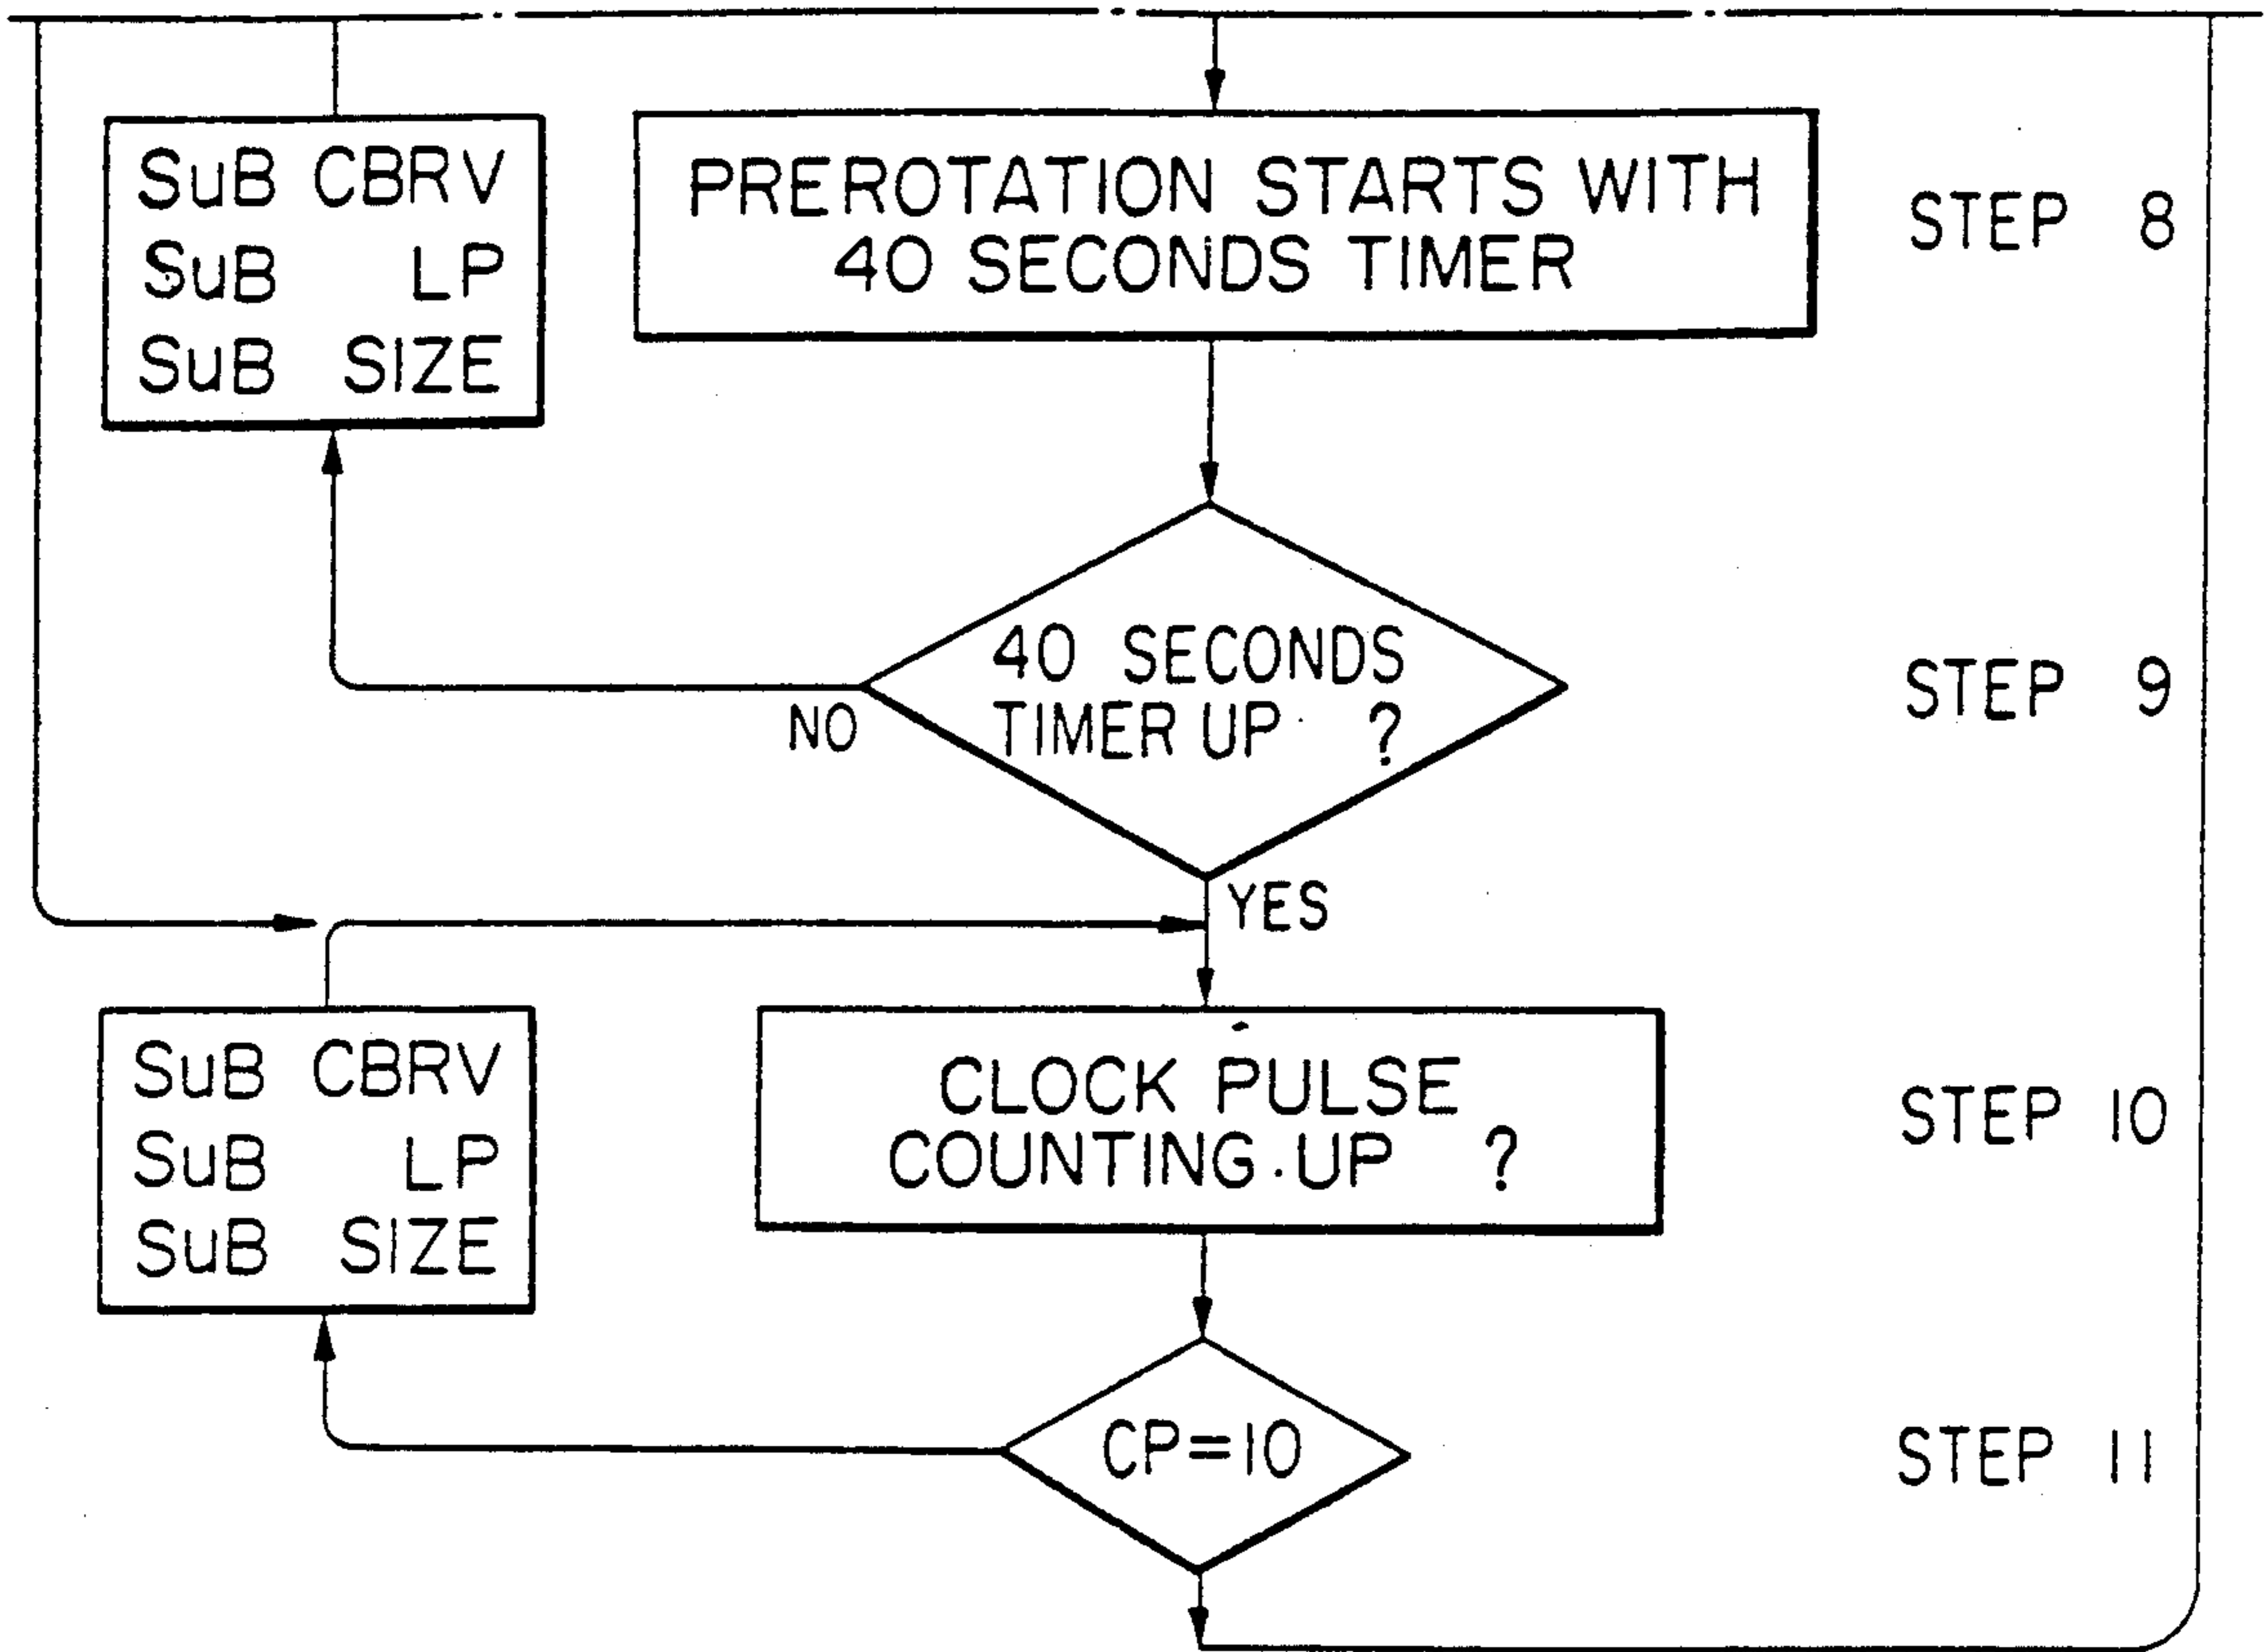 SuB CBRV
SuB LP
SuB SIZE
PREROTATION STARTS WITH
40 SECONDS TIMER
STEP 8
40 SECONDS
TIMER UP ?
STEP 9
NO
YES
SuB CBRV
SuB LP
SuB SIZE
CLOCK PULSE
COUNTING UP ?
STEP 10
CP=10
STEP 11